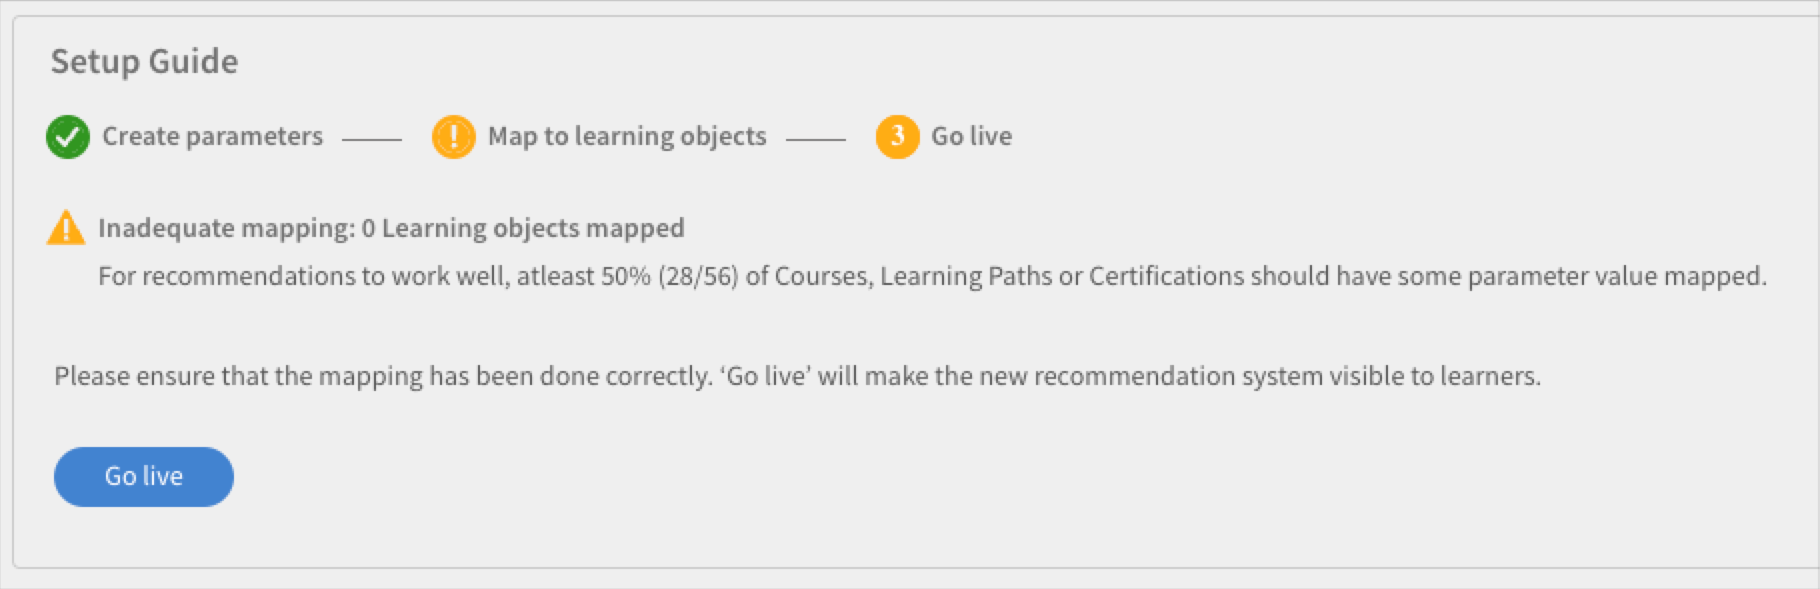 Setup Guide
Create parameters
! Map to learning objects
3 Go live
! Inadequate mapping: 0 Learning objects mapped
For recommendations to work well, atleast 50% (28/56) of Courses, Learning Paths or Certifications should have some parameter value mapped.
Please ensure that the mapping has been done correctly. ‘Go live’ will make the new recommendation system visible to learners.
Go live